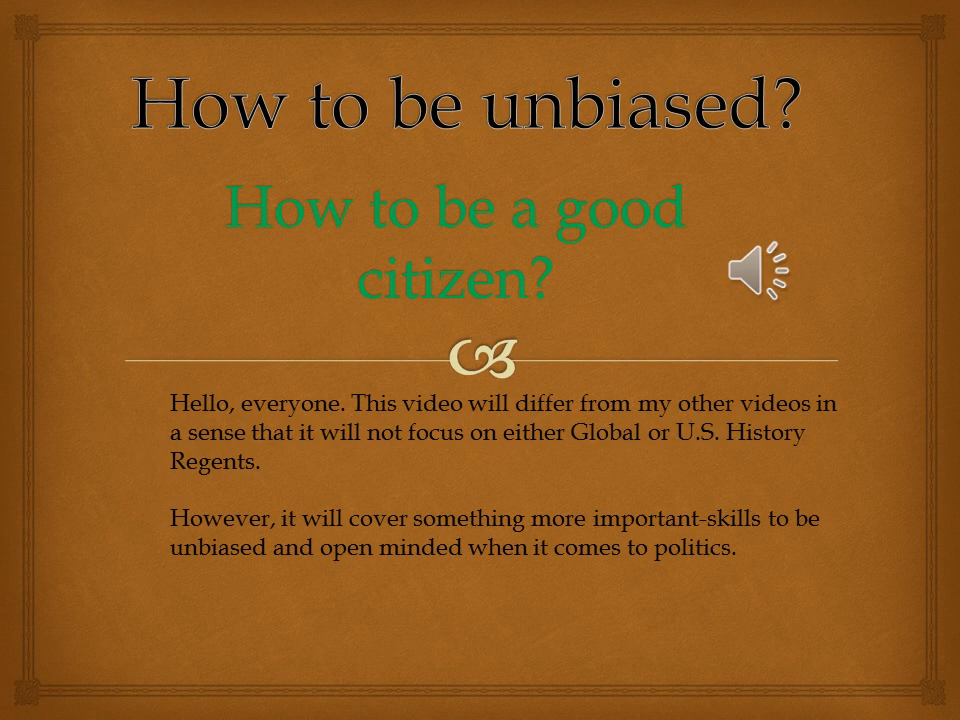 How to be unbiased?
How to be a good
citizen?
Hello, everyone. This video will differ from my other videos in
a sense that it will not focus on either Global or U.S. History
Regents.
However, it will cover something more important-skills to be
unbiased and open minded when it comes to politics.